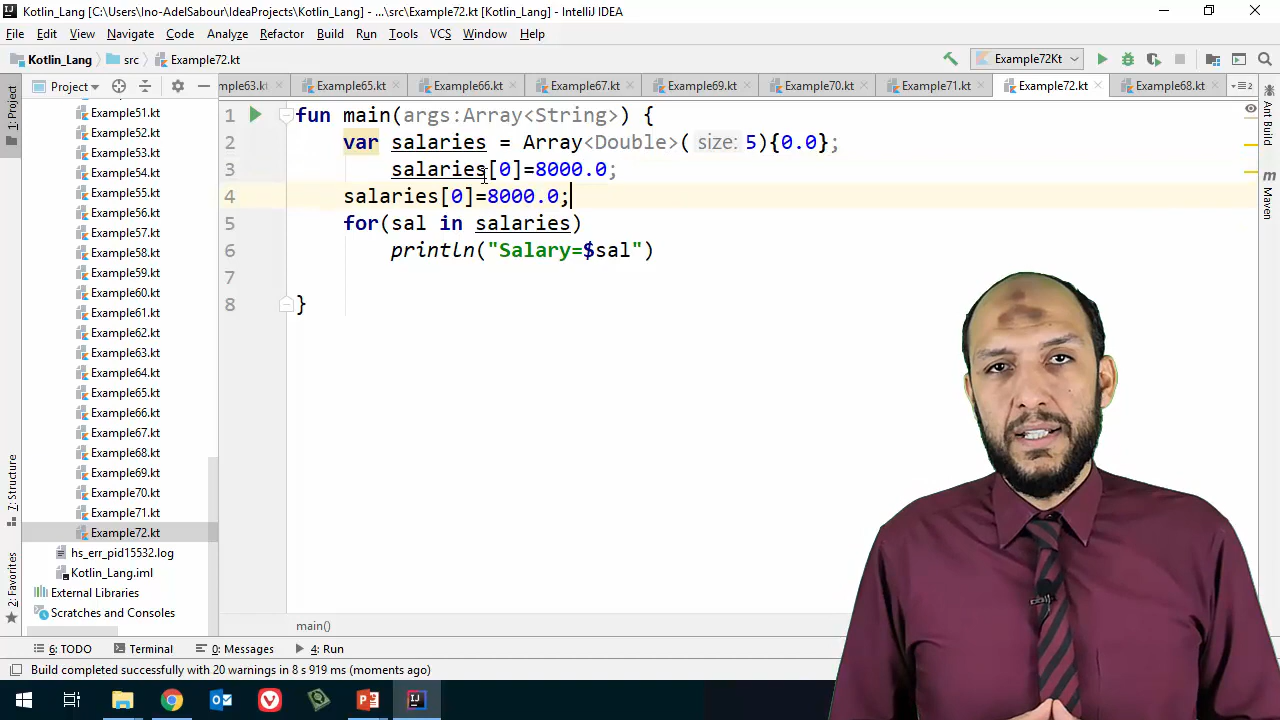 Kotlin_Lang [C:\Users\Ino-AdelSabour\IdeaProjects\Kotlin_Lang] - ...\src\Example72.kt [Kotlin_Lang] - IntelliJ IDEA
File Edit View Navigate Code Analyze Refactor Build Run Tools VCS Window Help
Kotlin_Lang src Example72.kt Example72Kt
Project mple63.kt Example65.kt Example66.kt Example67.kt Example69.kt Example70.kt Example71.kt Example72.kt Example68.kt
1: Project
7: Structure
2: Favorites
Example51.kt
Example52.kt
Example53.kt
Example54.kt
Example55.kt
Example56.kt
Example57.kt
Example58.kt
Example59.kt
Example60.kt
Example61.kt
Example62.kt
Example63.kt
Example64.kt
Example65.kt
Example66.kt
Example67.kt
Example68.kt
Example69.kt
Example70.kt
Example71.kt
Example72.kt
hs_err_pid15532.log
Kotlin_Lang.iml
External Libraries
Scratches and Consoles
1 fun main(args:Array<String>) {
2 var salaries = Array<Double>( size: 5){0.0};
3 salaries[0]=8000.0;
4 salaries[0]=8000.0;
5 for(sal in salaries)
6 println("Salary=$sal")
7
8 }
main()
Ant Build
m Maven
6: TODO Terminal 0: Messages 4: Run
Build completed successfully with 20 warnings in 8 s 919 ms (moments ago)